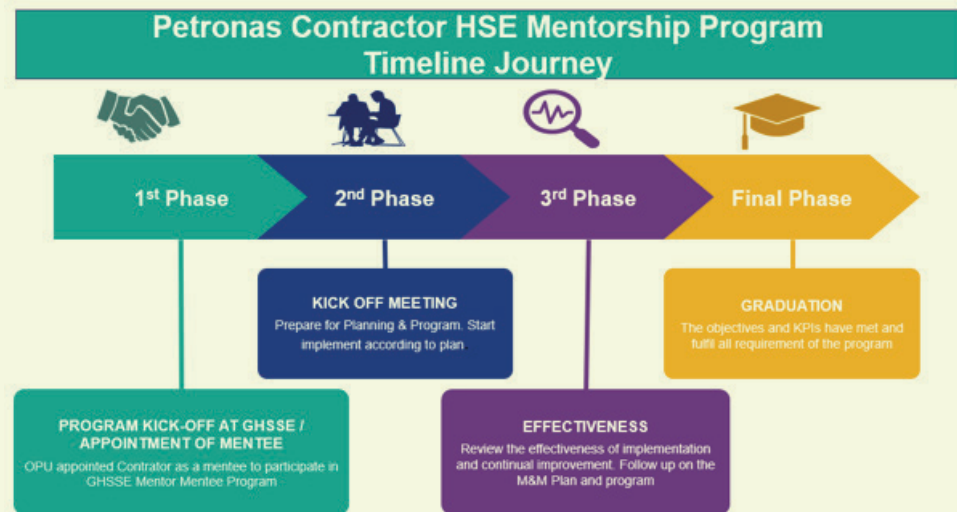 Petronas Contractor HSE Mentorship Program
Timeline Journey
1st Phase
2nd Phase
3rd Phase
Final Phase
KICK OFF MEETING
Prepare for Planning & Program. Start
implement according to plan.
GRADUATION
The objectives and KPIs have met and
fulfil all requirement of the program
PROGRAM KICK-OFF AT GHSSE /
APPOINTMENT OF MENTEE
OPU appointed Contrator as a mentee to participate in
GHSSE Mentor Mentee Program
EFFECTIVENESS
Review the effectiveness of implementation
and continual improvement. Follow up on the
M&M Plan and program